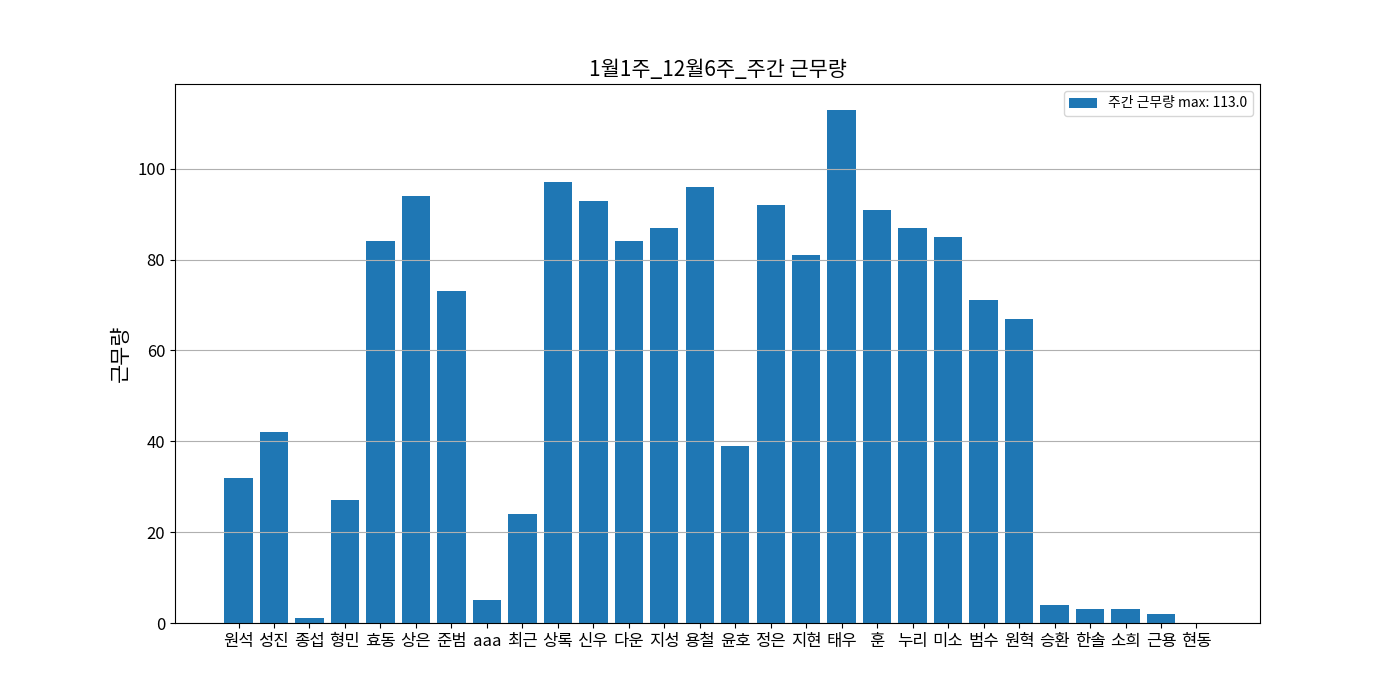 1월1주_12월6주_주간 근무량
주간 근무량 max: 113.0
근무량
100
80
60
40
20
0
원석 성진 종섭 형민 효동 상은 준범 aaa 최근 상록 신우 다운 지성 용철 윤호 정은 지현 태우 훈 누리 미소 범수 원혁 승환 한솔 소희 근용 현동